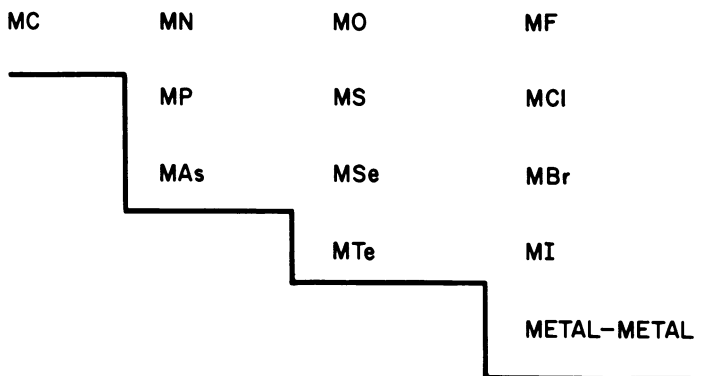 MC MN MO MF
MP MS MCl
MAs MSe MBr
MTe MI
METAL–METAL